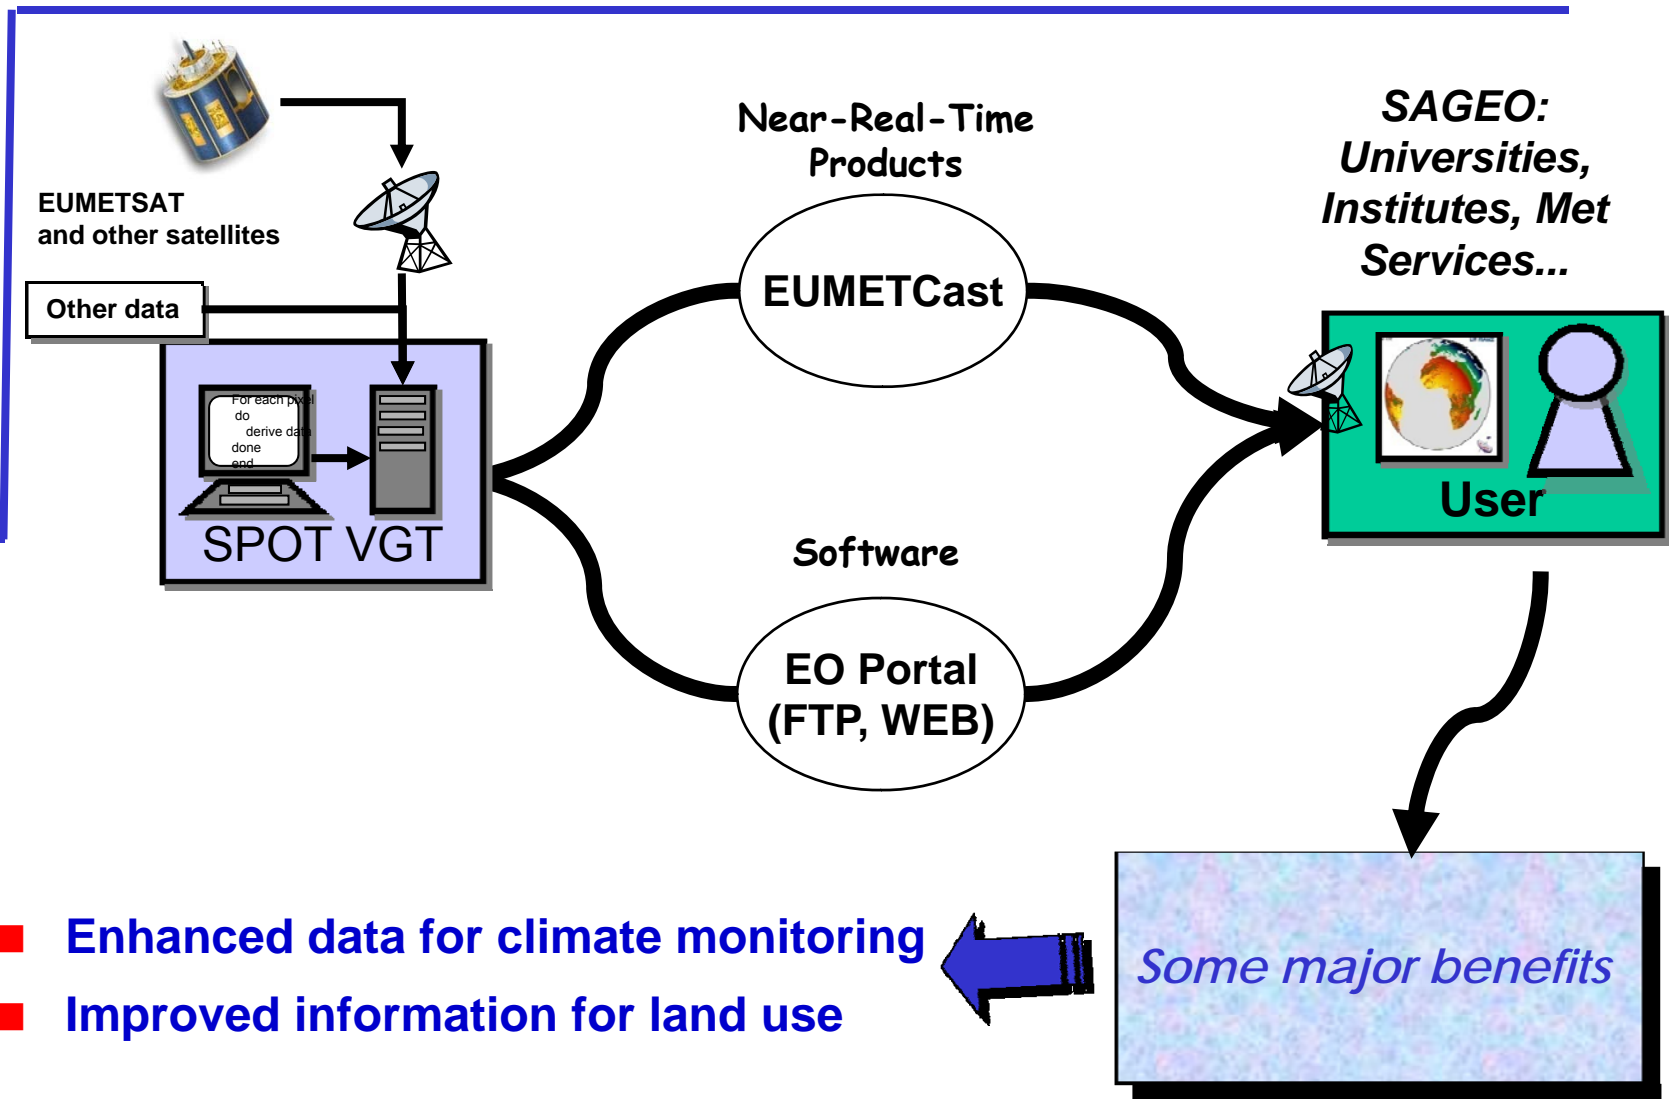 EUMETSAT
and other satellites
Other data
For each pixel
do
derive data
done
end
SPOT VGT
Near-Real-Time
Products
EUMETCast
Software
EO Portal
(FTP, WEB)
SAGEO:
Universities,
Institutes, Met
Services...
User
Some major benefits
Enhanced data for climate monitoring
Improved information for land use